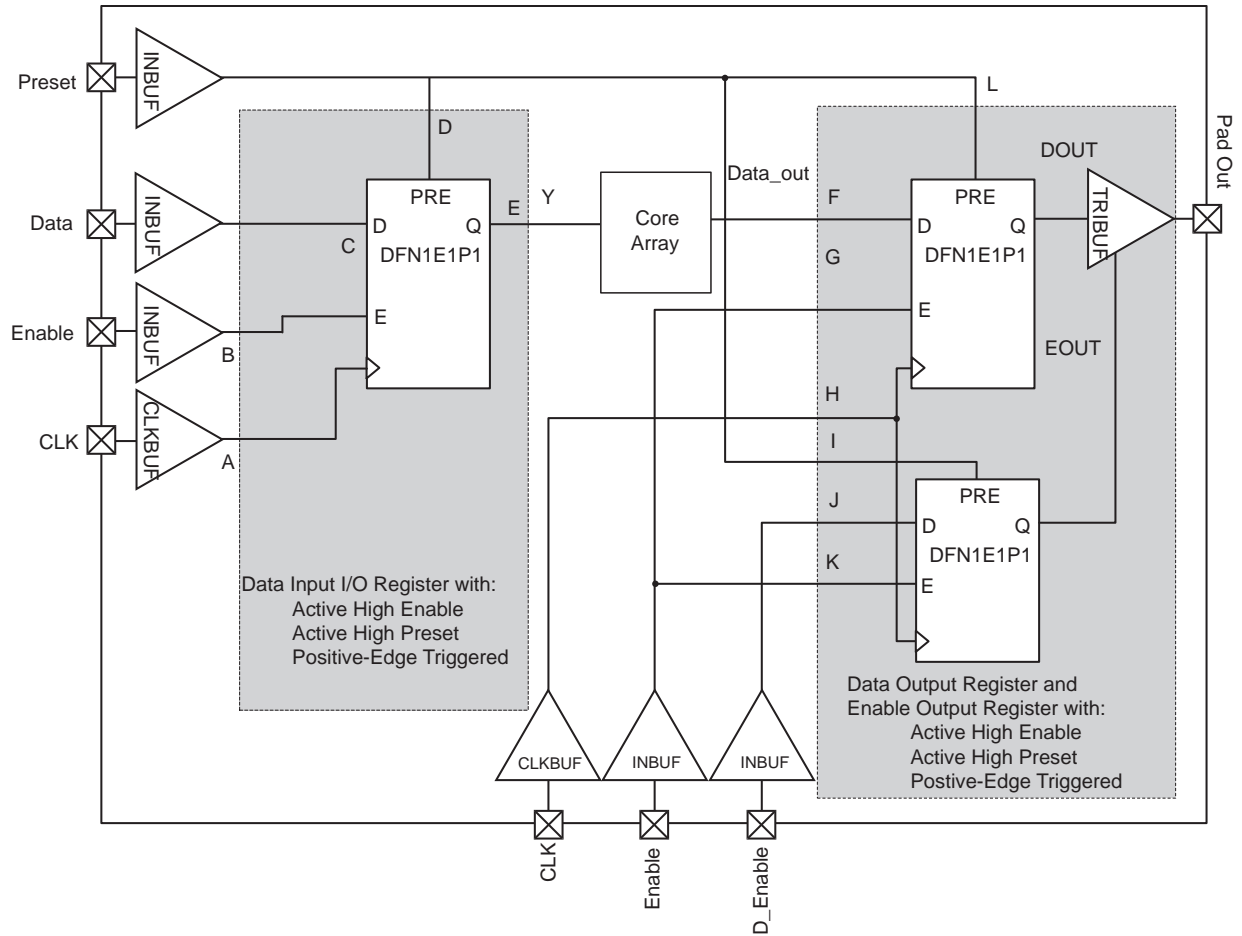 Preset
INBUF
D
L
Pad Out
DOUT
Data
INBUF
PRE
D
Q
DFN1E1P1
E
C
E
Y
Core
Array
Data_out
F
G
PRE
D
Q
DFN1E1P1
E
TRIBUF
EOUT
Enable
INBUF
B
CLK
CLKBUF
A
H
I
J
K
PRE
D
Q
DFN1E1P1
E
Data Input I/O Register with:
Active High Enable
Active High Preset
Positive-Edge Triggered
Data Output Register and
Enable Output Register with:
Active High Enable
Active High Preset
Postive-Edge Triggered
CLKBUF
INBUF
INBUF
CLK
Enable
D_Enable